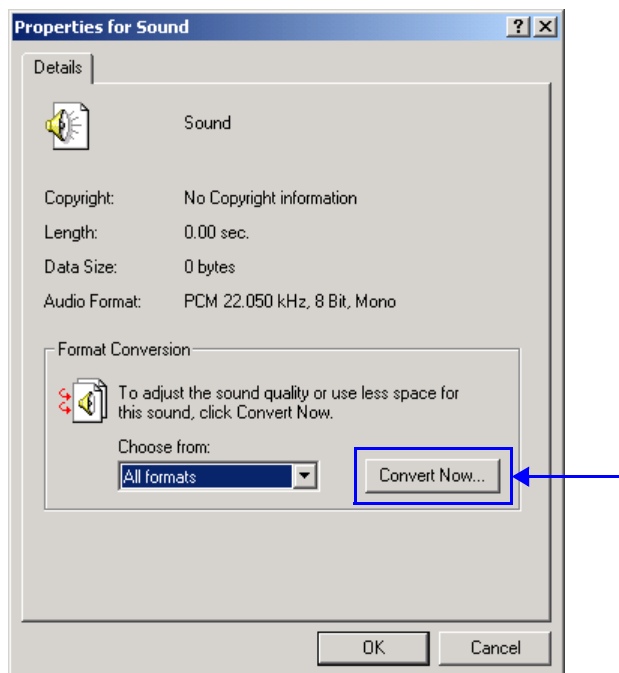 Properties for Sound
Details
Sound
Copyright: No Copyright information
Length: 0.00 sec.
Data Size: 0 bytes
Audio Format: PCM 22.050 kHz, 8 Bit, Mono
Format Conversion
To adjust the sound quality or use less space for
this sound, click Convert Now.
Choose from:
All formats
Convert Now...
OK
Cancel